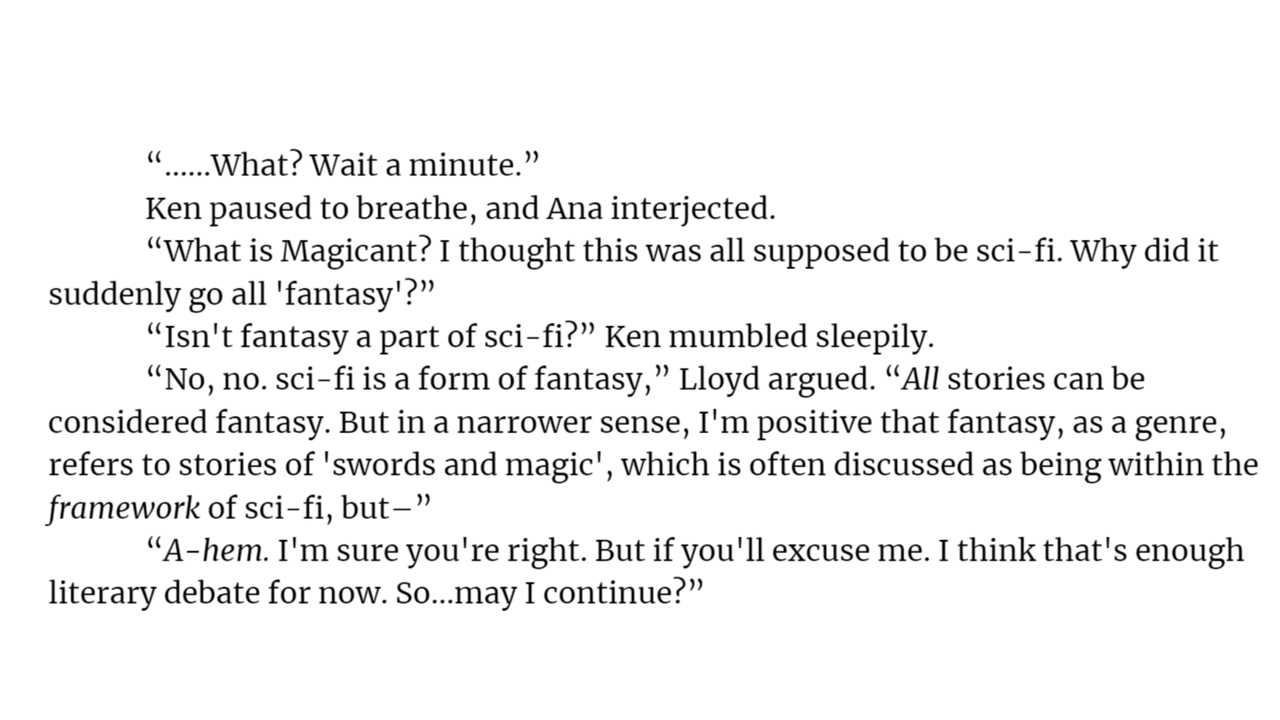 “......What? Wait a minute.”
Ken paused to breathe, and Ana interjected.
“What is Magicant? I thought this was all supposed to be sci-fi. Why did it
suddenly go all 'fantasy'?”
“Isn't fantasy a part of sci-fi?” Ken mumbled sleepily.
“No, no. sci-fi is a form of fantasy,” Lloyd argued. “All stories can be
considered fantasy. But in a narrower sense, I'm positive that fantasy, as a genre,
refers to stories of 'swords and magic', which is often discussed as being within the
framework of sci-fi, but–”
“A-hem. I'm sure you're right. But if you'll excuse me. I think that's enough
literary debate for now. So...may I continue?”